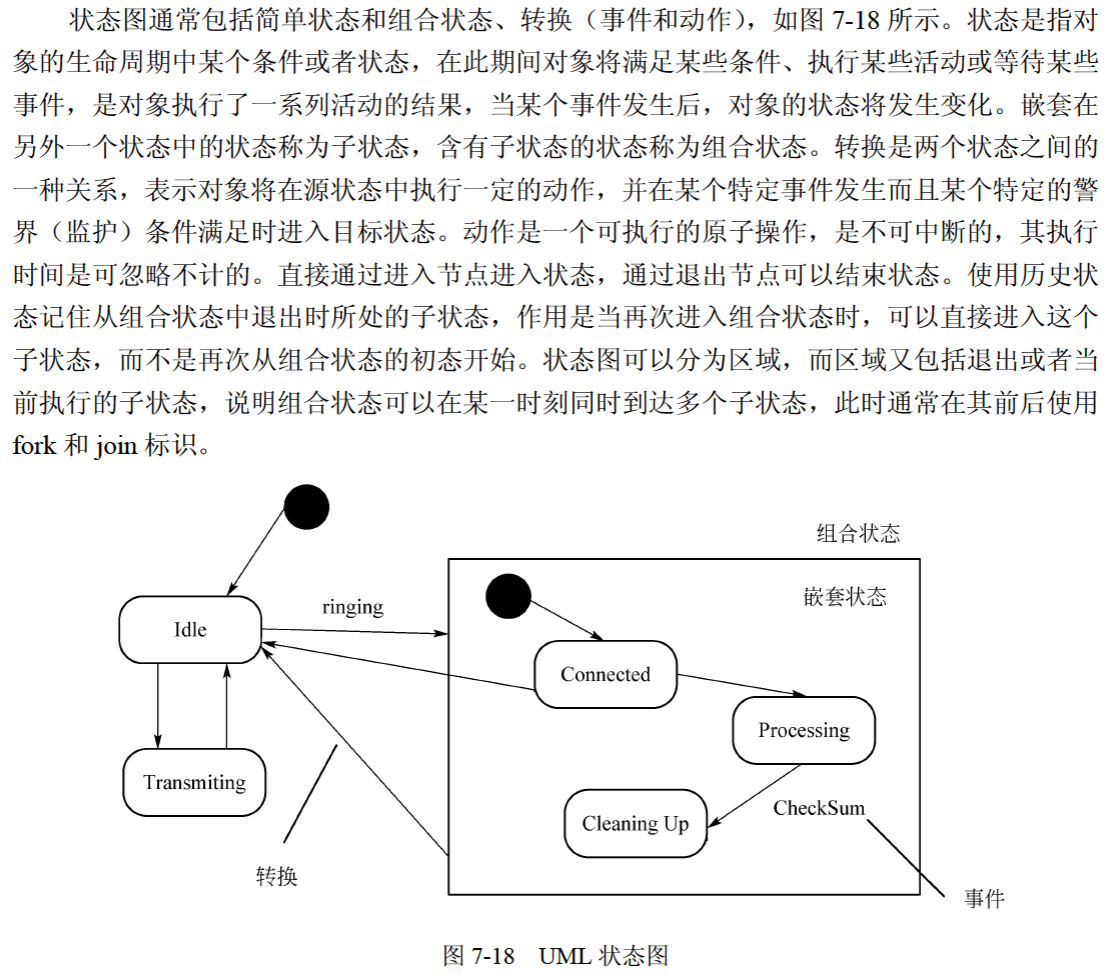 状态图通常包括简单状态和组合状态、转换（事件和动作），如图 7-18 所示。状态是指对
象的生命周期中某个条件或者状态，在此期间对象将满足某些条件、执行某些活动或等待某些
事件，是对象执行了一系列活动的结果，当某个事件发生后，对象的状态将发生变化。嵌套在
另外一个状态中的状态称为子状态，含有子状态的状态称为组合状态。转换是两个状态之间的
一种关系，表示对象将在源状态中执行一定的动作，并在某个特定事件发生而且某个特定的警
界（监护）条件满足时进入目标状态。动作是一个可执行的原子操作，是不可中断的，其执行
时间是可忽略不计的。直接通过进入节点进入状态，通过退出节点可以结束状态。使用历史状
态记住从组合状态中退出时所处的子状态，作用是当再次进入组合状态时，可以直接进入这个
子状态，而不是再次从组合状态的初态开始。状态图可以分为区域，而区域又包括退出或者当
前执行的子状态，说明组合状态可以在某一时刻同时到达多个子状态，此时通常在其前后使用
fork 和 join 标识。
组合状态
嵌套状态
ringing
Idle
Connected
Processing
Transmiting
CheckSum
Cleaning Up
转换
事件
图 7-18 UML 状态图